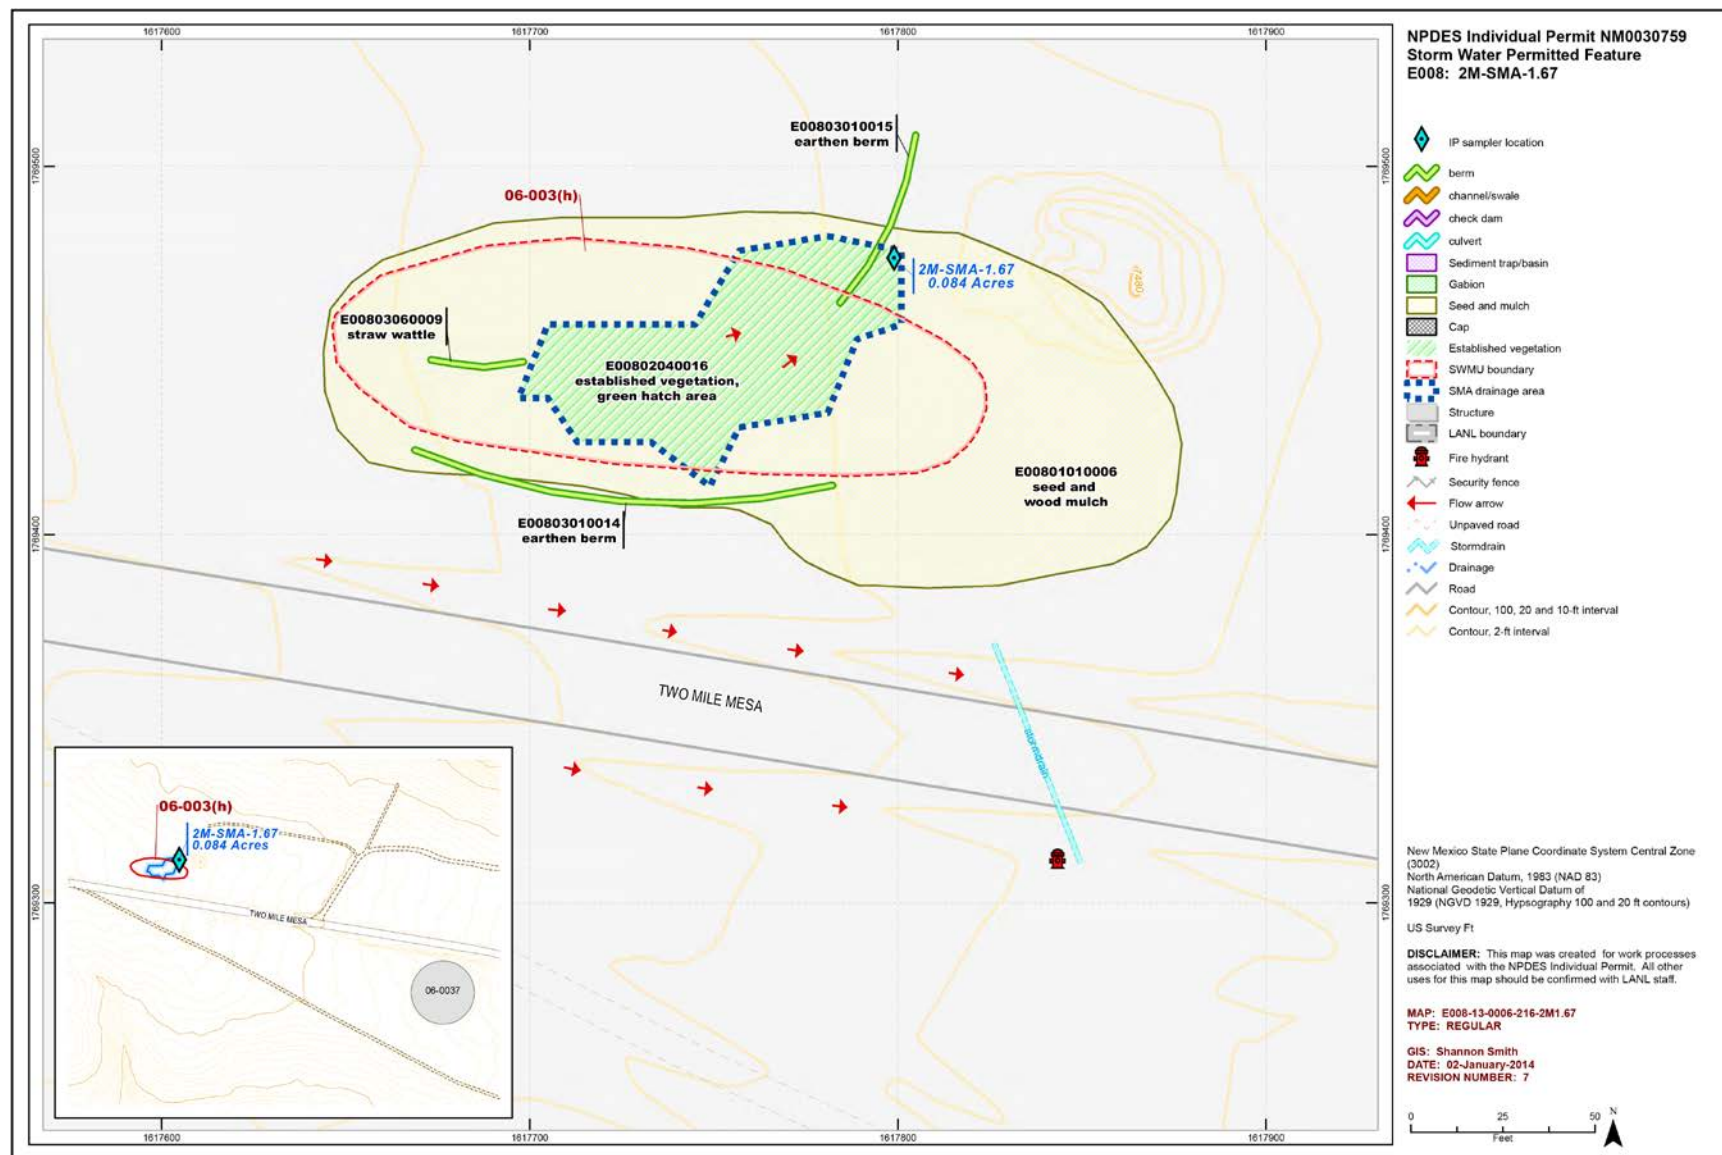 1617600
1617700
1617800
1617900
1769500
1769400
1769300
1769500
1769400
1769300
E00803010015
earthen berm
06-003(h)
2M-SMA-1.67
0.084 Acres
E00803060009
straw wattle
E00802040016
established vegetation,
green hatch area
E00801010006
seed and
wood mulch
E00803010014
earthen berm
7480
TWO MILE MESA
stormdrain
06-003(h)
2M-SMA-1.67
0.084 Acres
TWO MILE MESA
06-0037
1617600
1617700
1617800
1617900
NPDES Individual Permit NM0030759
Storm Water Permitted Feature
E008: 2M-SMA-1.67
IP sampler location
berm
channel/swale
check dam
culvert
Sediment trap/basin
Gabion
Seed and mulch
Cap
Established vegetation
SWMU boundary
SMA drainage area
Structure
LANL boundary
Fire hydrant
Security fence
Flow arrow
Unpaved road
Stormdrain
Drainage
Road
Contour, 100, 20 and 10-ft interval
Contour, 2-ft interval
New Mexico State Plane Coordinate System Central Zone
(3002)
North American Datum, 1983 (NAD 83)
National Geodetic Vertical Datum of
1929 (NGVD 1929, Hypsography 100 and 20 ft contours)
US Survey Ft
DISCLAIMER: This map was created for work processes
associated with the NPDES Individual Permit. All other
uses for this map should be confirmed with LANL staff.
MAP: E008-13-0006-216-2M1.67
TYPE: REGULAR
GIS: Shannon Smith
DATE: 02-January-2014
REVISION NUMBER: 7
0 25 50
Feet
N